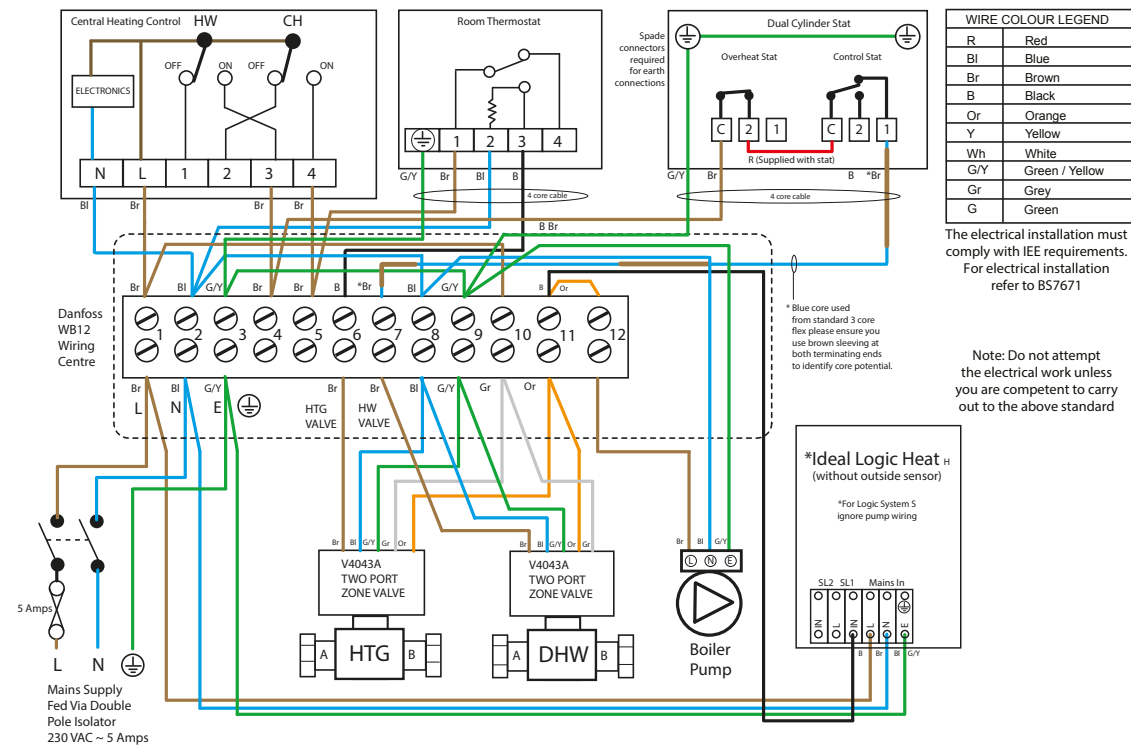 Central Heating Control
HW
CH
OFF
ON
OFF
ON
ELECTRONICS
N
L
1
2
3
4
Bl
Br
Br
Br
Room Thermostat
1
2
3
4
G/Y
Br
Bl
B
4 core cable
Spade
connectors
required
for earth
connections
Dual Cylinder Stat
Overheat Stat
Control Stat
C
2
1
C
2
1
R (Supplied with stat)
G/Y
Br
B
*Br
4 core cable
WIRE COLOUR LEGEND
R Red
Bl Blue
Br Brown
B Black
Or Orange
Y Yellow
Wh White
G/Y Green / Yellow
Gr Grey
G Green
The electrical installation must
comply with IEE requirements.
For electrical installation
refer to BS7671
Note: Do not attempt
the electrical work unless
you are competent to carry
out to the above standard
B Br
Br
Bl
G/Y
Br
Br
B
*Br
Bl
G/Y
B
Or
Danfoss
WB12
Wiring
Centre
1
2
3
4
5
6
7
8
9
10
11
12
* Blue core used
from standard 3 core
flex please ensure you
use brown sleeving at
both terminating ends
to identify core potential.
Br
Bl
G/Y
Br
Br
Bl
G/Y
Gr
Or
L
N
E
HTG
VALVE
HW
VALVE
*Ideal Logic Heat H
(without outside sensor)
*For Logic System S
ignore pump wiring
SL2
SL1
Mains In
IN
L
IN
L
N
E
B
Br
Bl
G/Y
Br
Bl
G/Y
Gr
Or
V4043A
TWO PORT
ZONE VALVE
A
HTG
B
Br
Bl
G/Y
Or
Gr
V4043A
TWO PORT
ZONE VALVE
A
DHW
B
Br
Bl
G/Y
L
N
E
Boiler
Pump
5 Amps
L
N
Mains Supply
Fed Via Double
Pole Isolator
230 VAC ~ 5 Amps